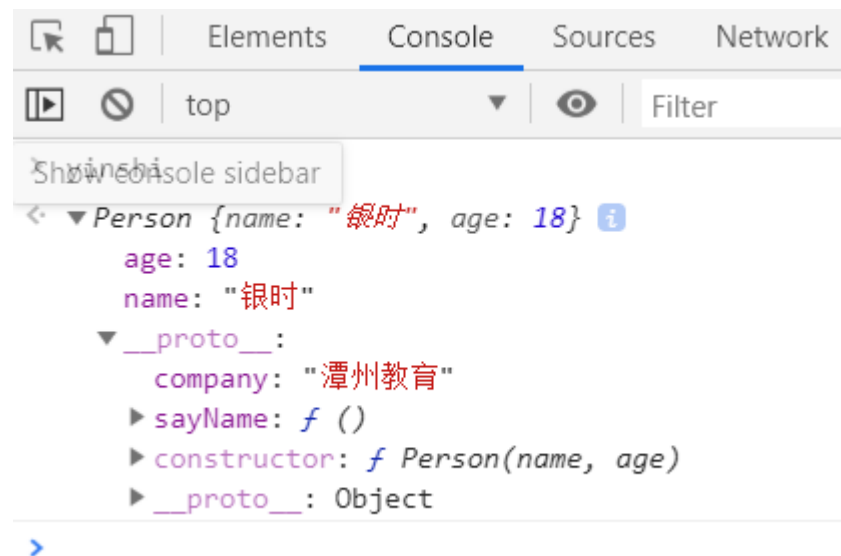 Elements Console Sources Network
top Filter
yinshi
Show console sidebar
Person {name: "银时", age: 18} i
age: 18
name: "银时"
__proto__:
company: "潭州教育"
sayName: ƒ ()
constructor: ƒ Person(name, age)
__proto__: Object